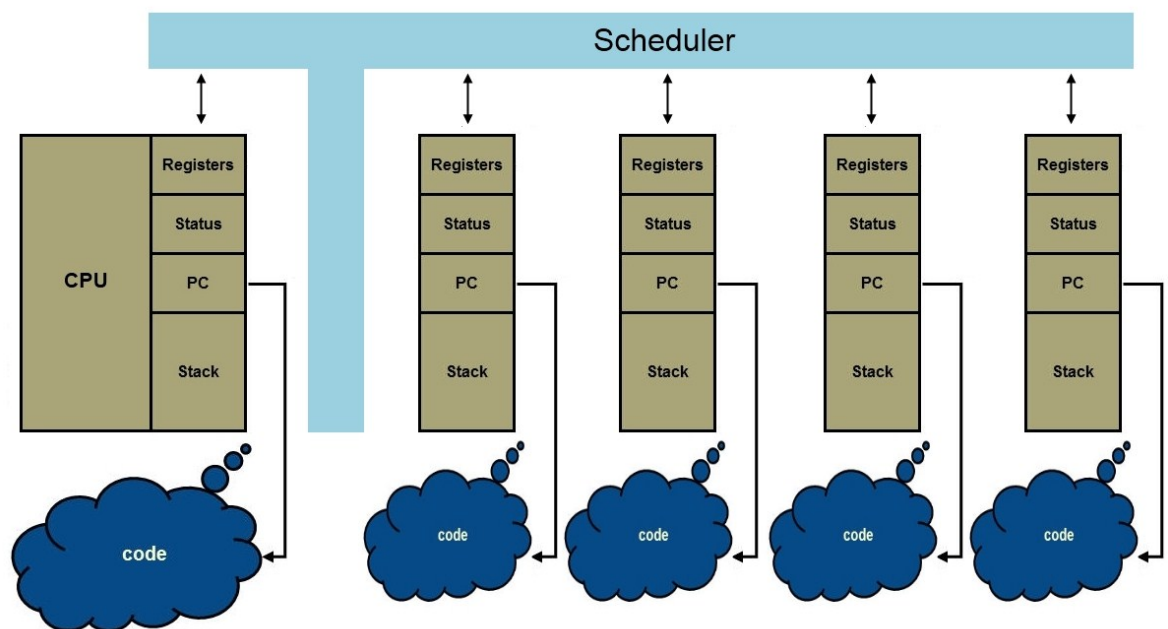 Scheduler
CPU
Registers
Status
PC
Stack
code
Registers
Status
PC
Stack
code
Registers
Status
PC
Stack
code
Registers
Status
PC
Stack
code
Registers
Status
PC
Stack
code